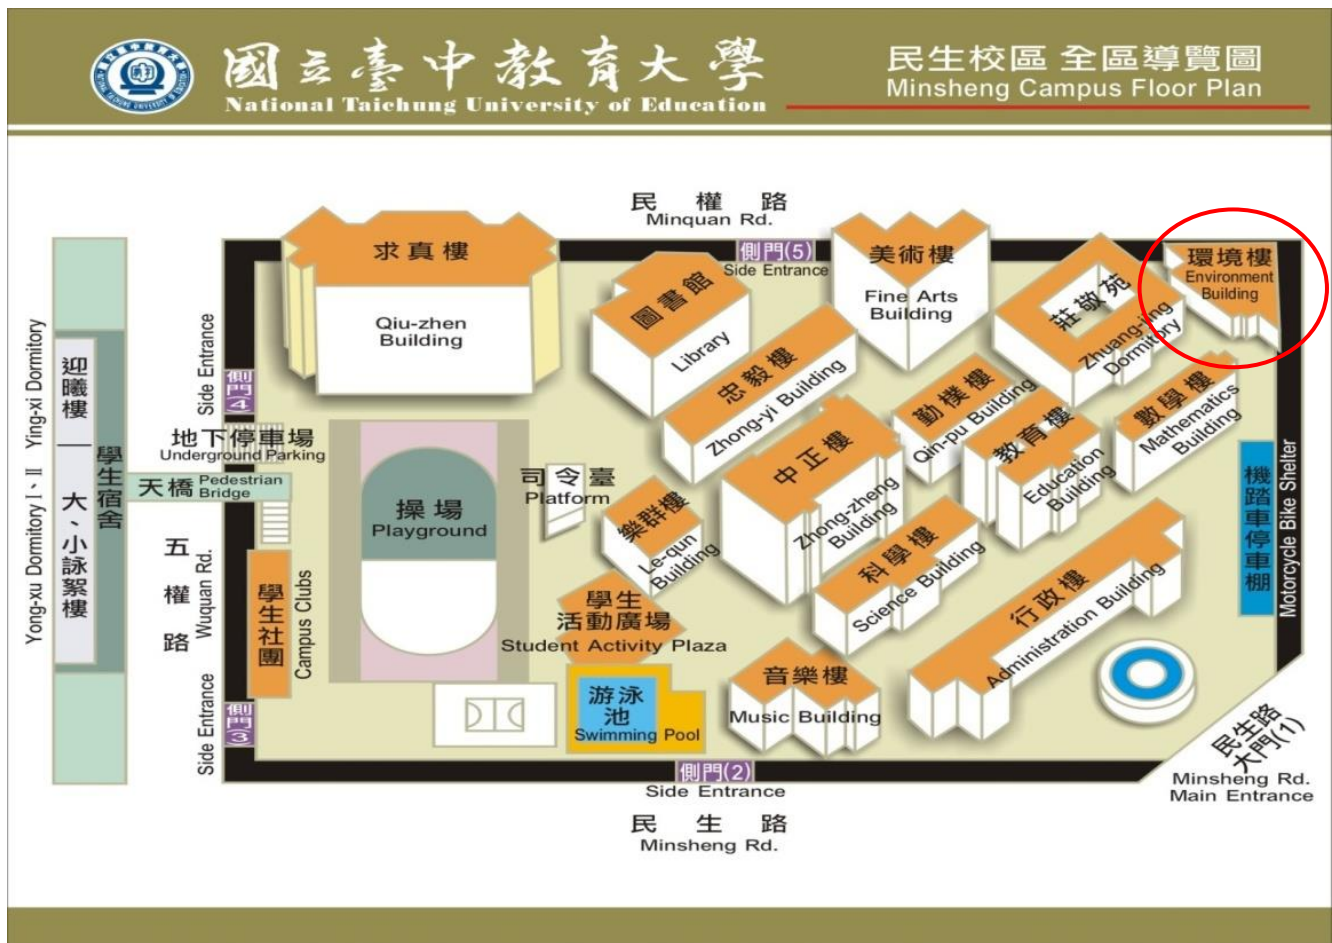 國立臺中教育大學
National Taichung University of Education
民生校區 全區導覽圖
Minsheng Campus Floor Plan
民權路
Minquan Rd.
求真樓
Qiu-zhen
Building
圖書館
Library
側門(5)
Side Entrance
美術樓
Fine Arts
Building
莊敬苑
Zhuang-jing
Dormitory
環境樓
Environment
Building
Yong-xu Dormitory I、II Ying-xi Dormitory
迎曦樓
大、小詠絮樓
學生宿舍
Side Entrance
側門(4)
地下停車場
Underground Parking
天橋
Pedestrian
Bridge
五權路
Wuquan Rd.
學生社團
Campus Clubs
Side Entrance
側門(3)
操場
Playground
司令臺
Platform
忠毅樓
Zhong-yi Building
中正樓
Zhong-zheng
Building
勤樸樓
Qin-pu Building
教育樓
Education
Building
數學樓
Mathematics
Building
機踏車停車棚
Motorcycle Bike Shelter
樂群樓
Le-qun
Building
科學樓
Science Building
行政樓
Administration Building
學生
活動廣場
Student Activity Plaza
游泳
池
Swimming Pool
音樂樓
Music Building
側門(2)
Side Entrance
民生路
Minsheng Rd.
民生路
大門(1)
Minsheng Rd.
Main Entrance